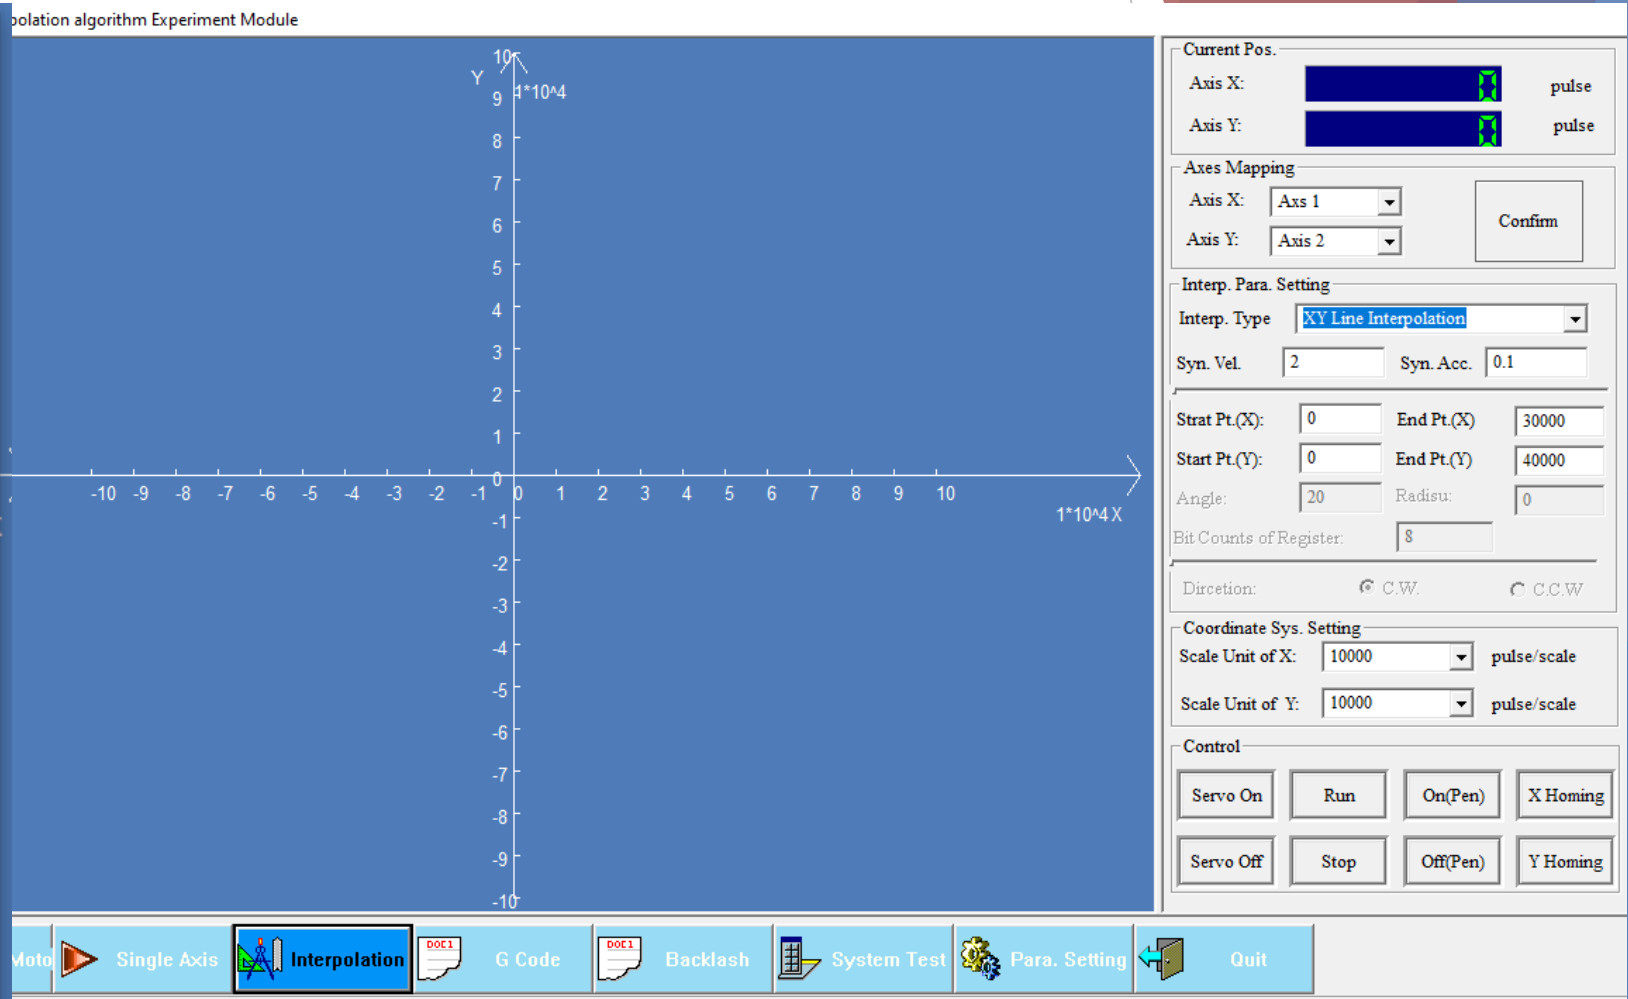 polation algorithm Experiment Module
Y
1*10^4
10
9
8
7
6
5
4
3
2
1
0
-10 -9 -8 -7 -6 -5 -4 -3 -2 -1 0 1 2 3 4 5 6 7 8 9 10
1*10^4 X
-1
-2
-3
-4
-5
-6
-7
-8
-9
-10
Current Pos.
Axis X: 0 pulse
Axis Y: 0 pulse
Axes Mapping
Axis X: Axs 1
Axis Y: Axis 2
Confirm
Interp. Para. Setting
Interp. Type XY Line Interpolation
Syn. Vel. 2 Syn. Acc. 0.1
Strat Pt.(X): 0 End Pt.(X) 30000
Start Pt.(Y): 0 End Pt.(Y) 40000
Angle: 20 Radisu: 0
Bit Counts of Register: 8
Dircetion: C.W. C.C.W
Coordinate Sys. Setting
Scale Unit of X: 10000 pulse/scale
Scale Unit of Y: 10000 pulse/scale
Control
Servo On Run On(Pen) X Homing
Servo Off Stop Off(Pen) Y Homing
Moto Single Axis Interpolation DOC1 G Code DOC1 Backlash System Test Para. Setting Quit